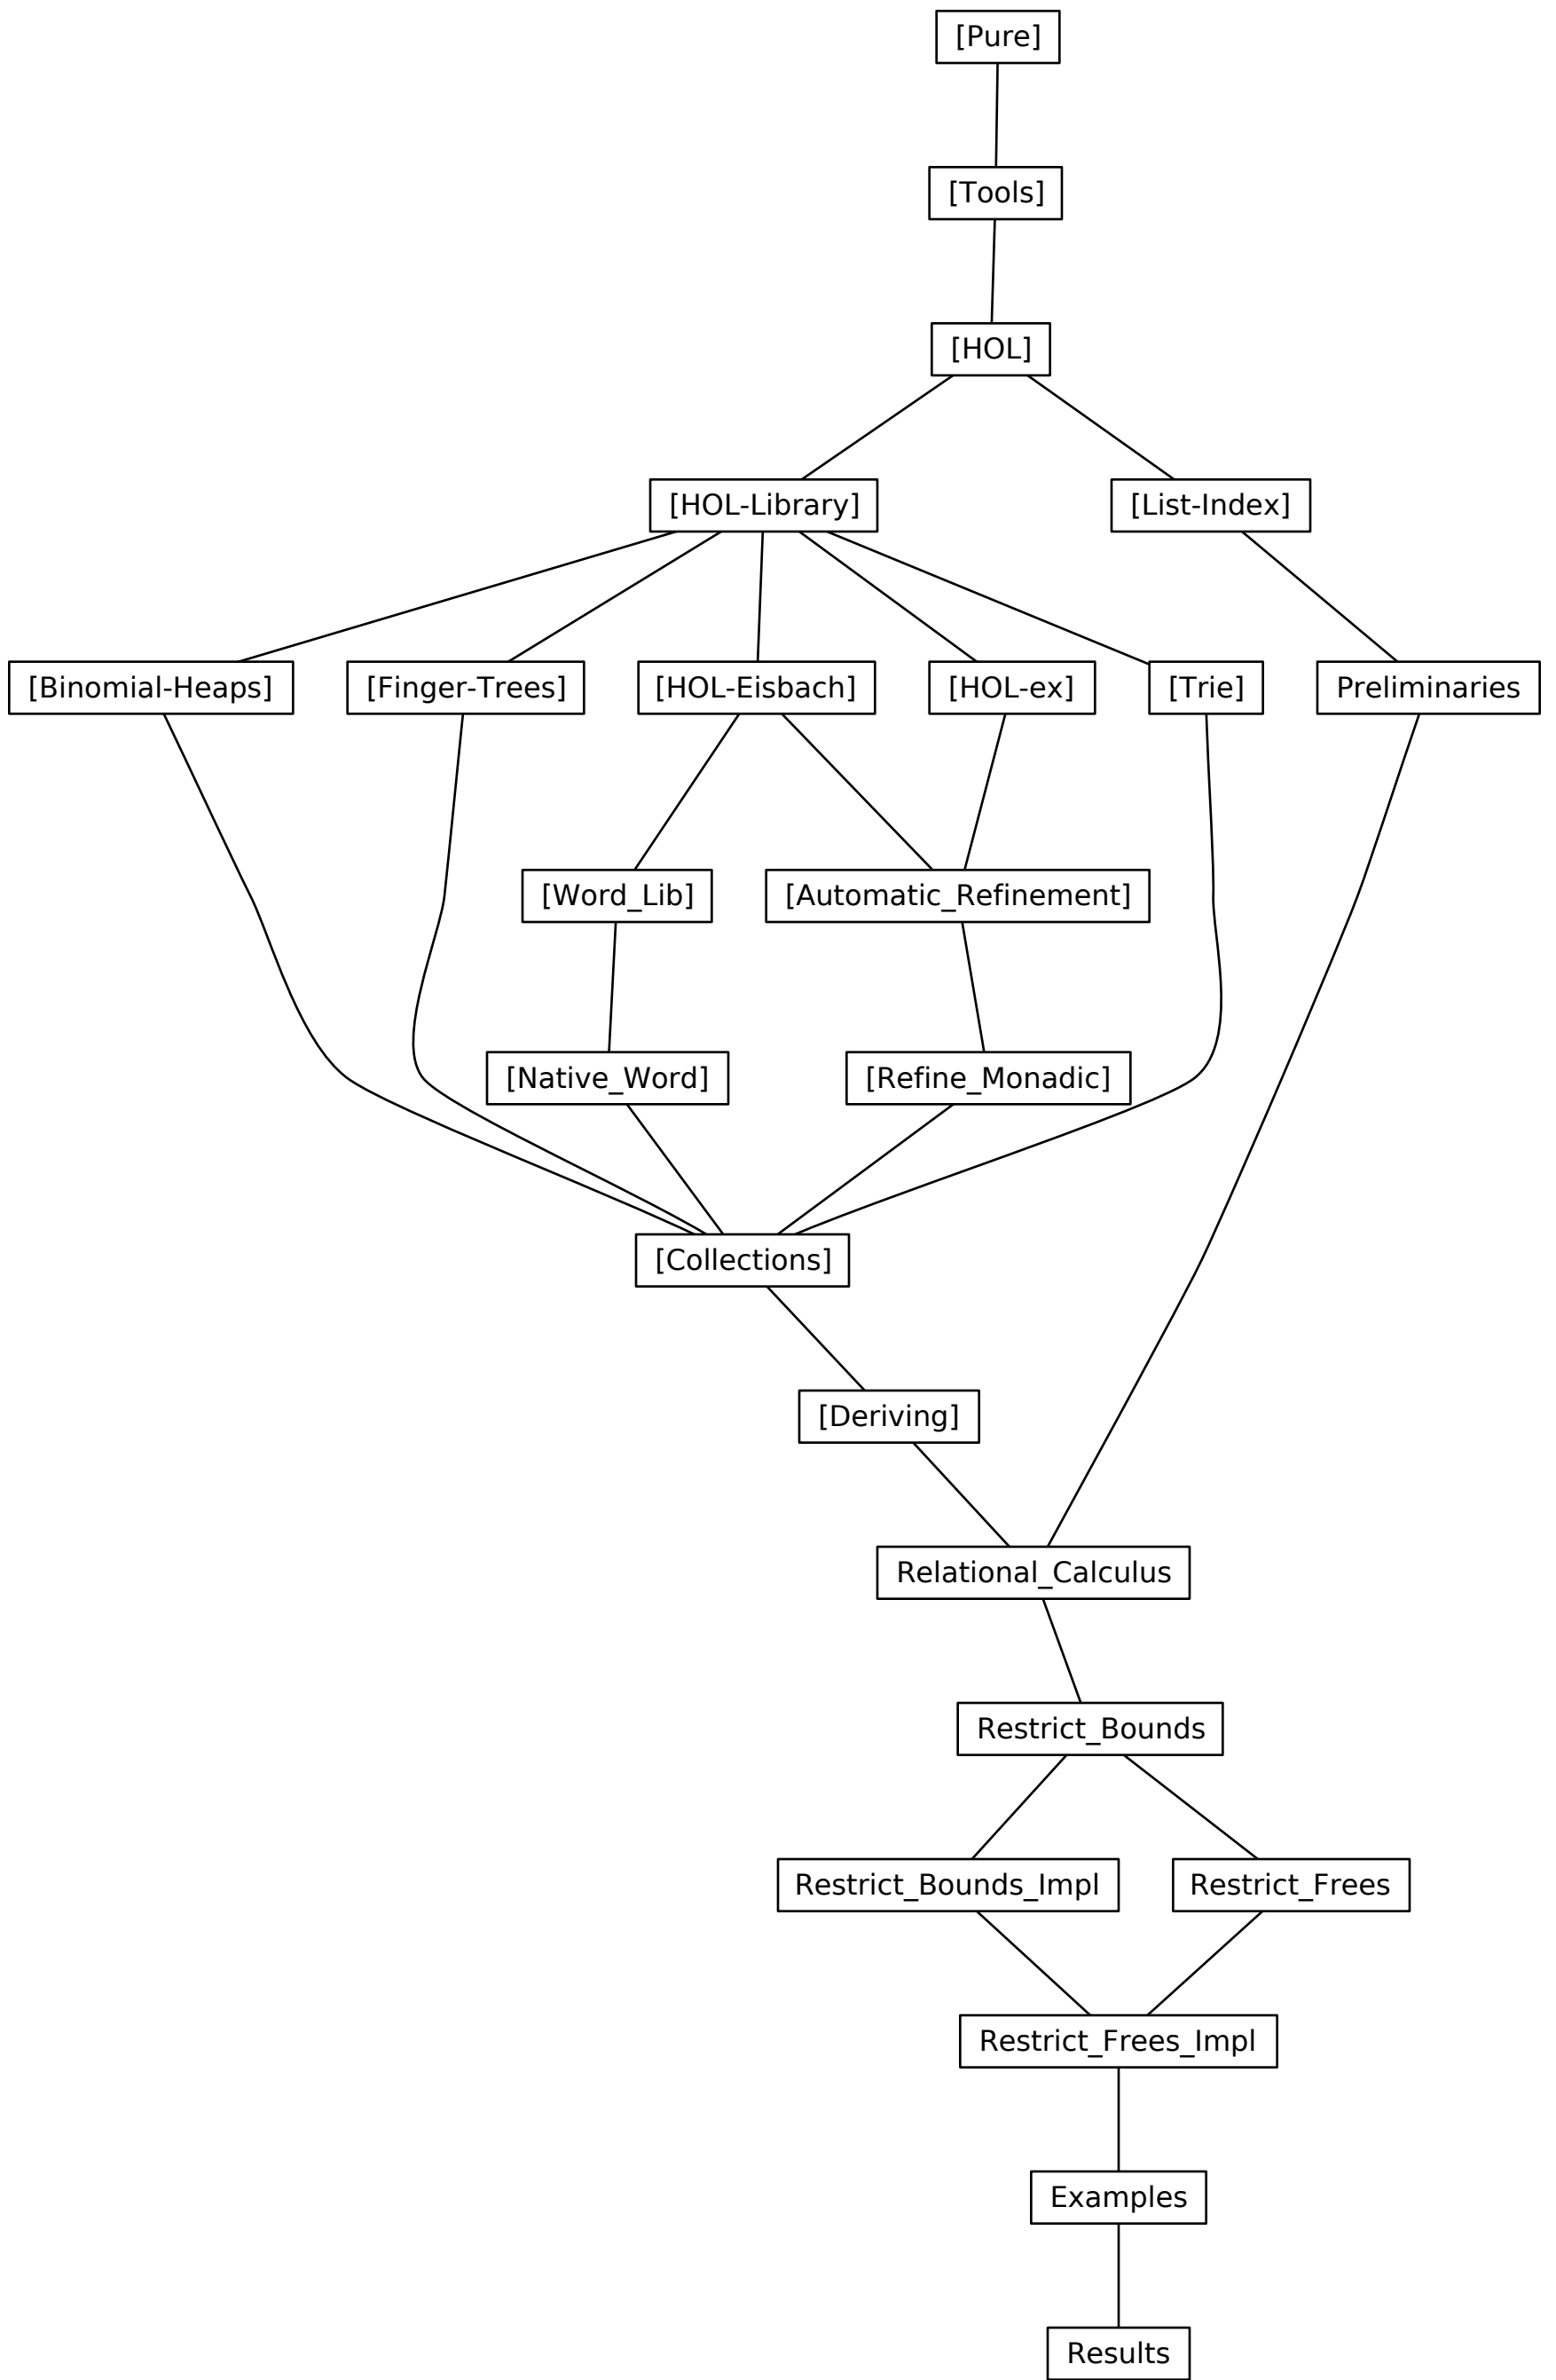 [Pure]
[Tools]
[HOL]
[HOL-Library]
[List-Index]
[Binomial-Heaps]
[Finger-Trees]
[HOL-Eisbach]
[HOL-ex]
[Trie]
Preliminaries
[Word_Lib]
[Automatic_Refinement]
[Native_Word]
[Refine_Monadic]
[Collections]
[Deriving]
Relational_Calculus
Restrict_Bounds
Restrict_Bounds_Impl
Restrict_Frees
Restrict_Frees_Impl
Examples
Results